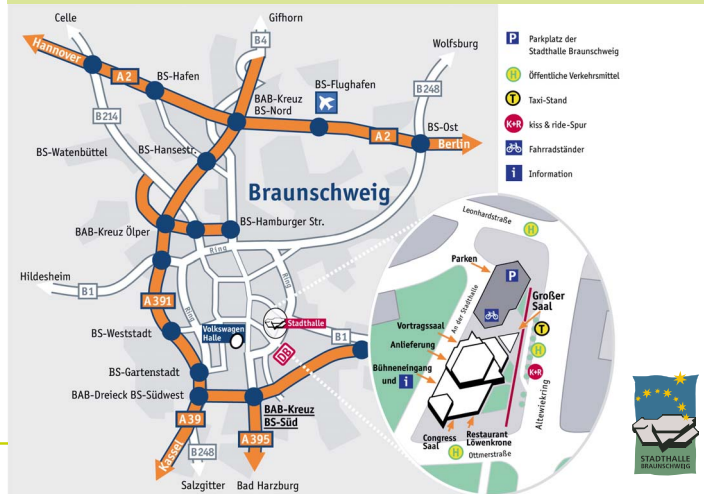 Celle
Gifhorn
Wolfsburg
Hannover
B4
A2
BS-Hafen
B214
BAB-Kreuz
BS-Nord
BS-Flughafen
B248
A2
BS-Ost
Berlin
BS-Watenbüttel
BS-Hansestr.
Braunschweig
BAB-Kreuz Ölper
BS-Hamburger Str.
Ring
Ring
Ring
Ring
Hildesheim
B1
A391
BS-Weststadt
Volkswagen
Halle
Stadthalle
B1
DB
BS-Gartenstadt
BAB-Dreieck BS-Südwest
BAB-Kreuz
BS-Süd
A39
A395
Kassel
B248
Salzgitter
Bad Harzburg
P
Parkplatz der
Stadthalle Braunschweig
H
Öffentliche Verkehrsmittel
T
Taxi-Stand
K+R
kiss & ride-Spur
Fahrradständer
i
Information
Leonhardstraße
H
Parken
P
An der Stadthalle
Großer
Saal
Vortragssaal
T
Anlieferung
H
Bühneneingang
und i
K+R
Altewiekring
Congress
Saal
Restaurant
Löwenkrone
H
Ottmerstraße
STADTHALLE
BRAUNSCHWEIG